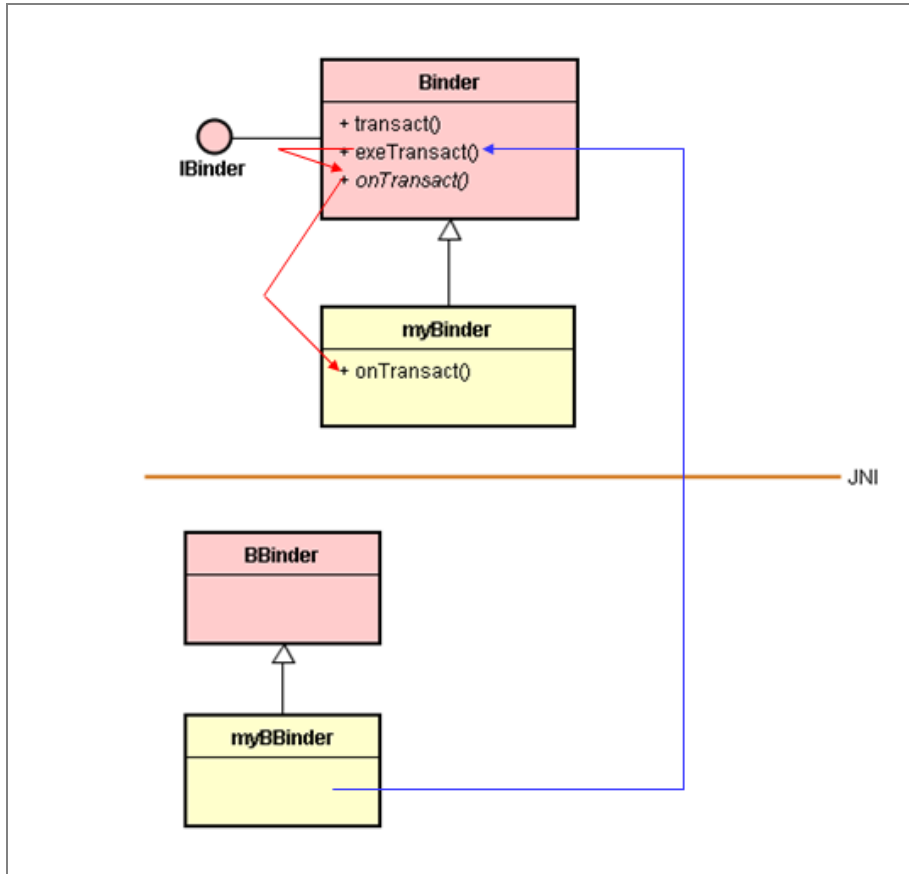 Binder
+ transact()
+ exeTransact()
+ onTransact()
IBinder
myBinder
+ onTransact()
JNI
BBinder
myBBinder